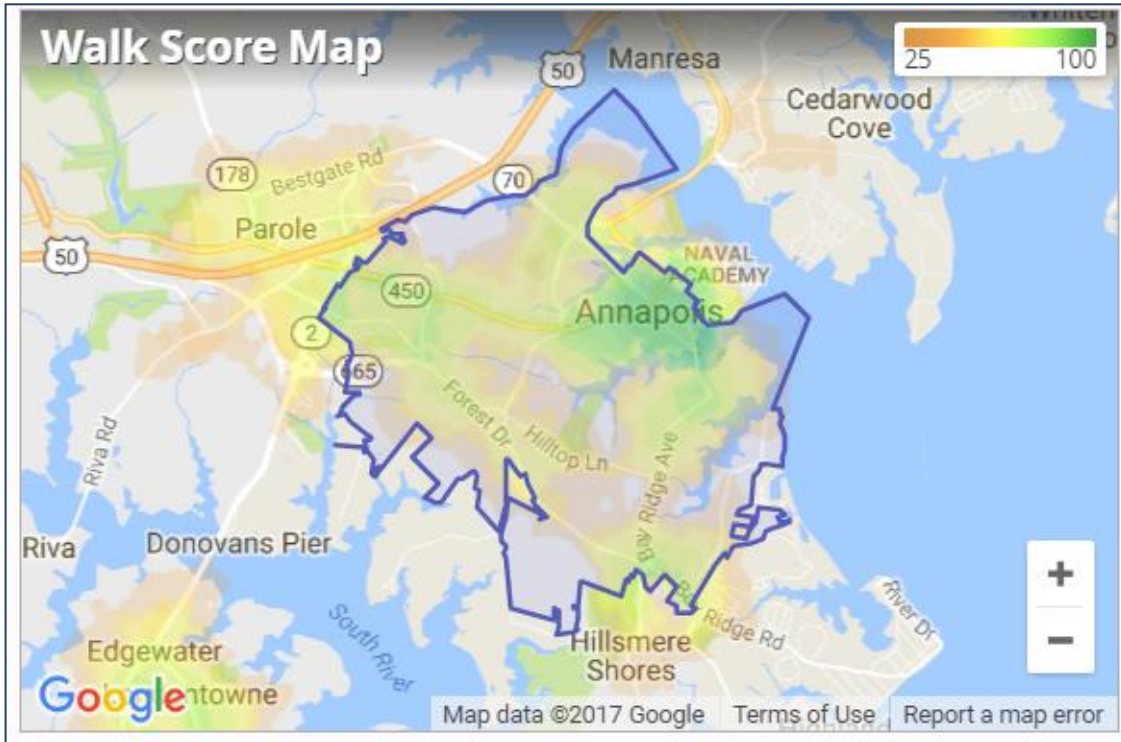 Walk Score Map
25
100
50
Manresa
Cedarwood
Cove
178
Bestgate Rd
70
Parole
50
NAVAL
ACADEMY
450
Annapolis
2
665
Forest Dr
Hilltop Ln
Bay Ridge Ave
Riva Rd
Riva
Donovans Pier
River Dr
Bay Ridge Rd
South River
Hillsmere
Shores
Edgewater
+
−
Google
Map data ©2017 Google
Terms of Use
Report a map error